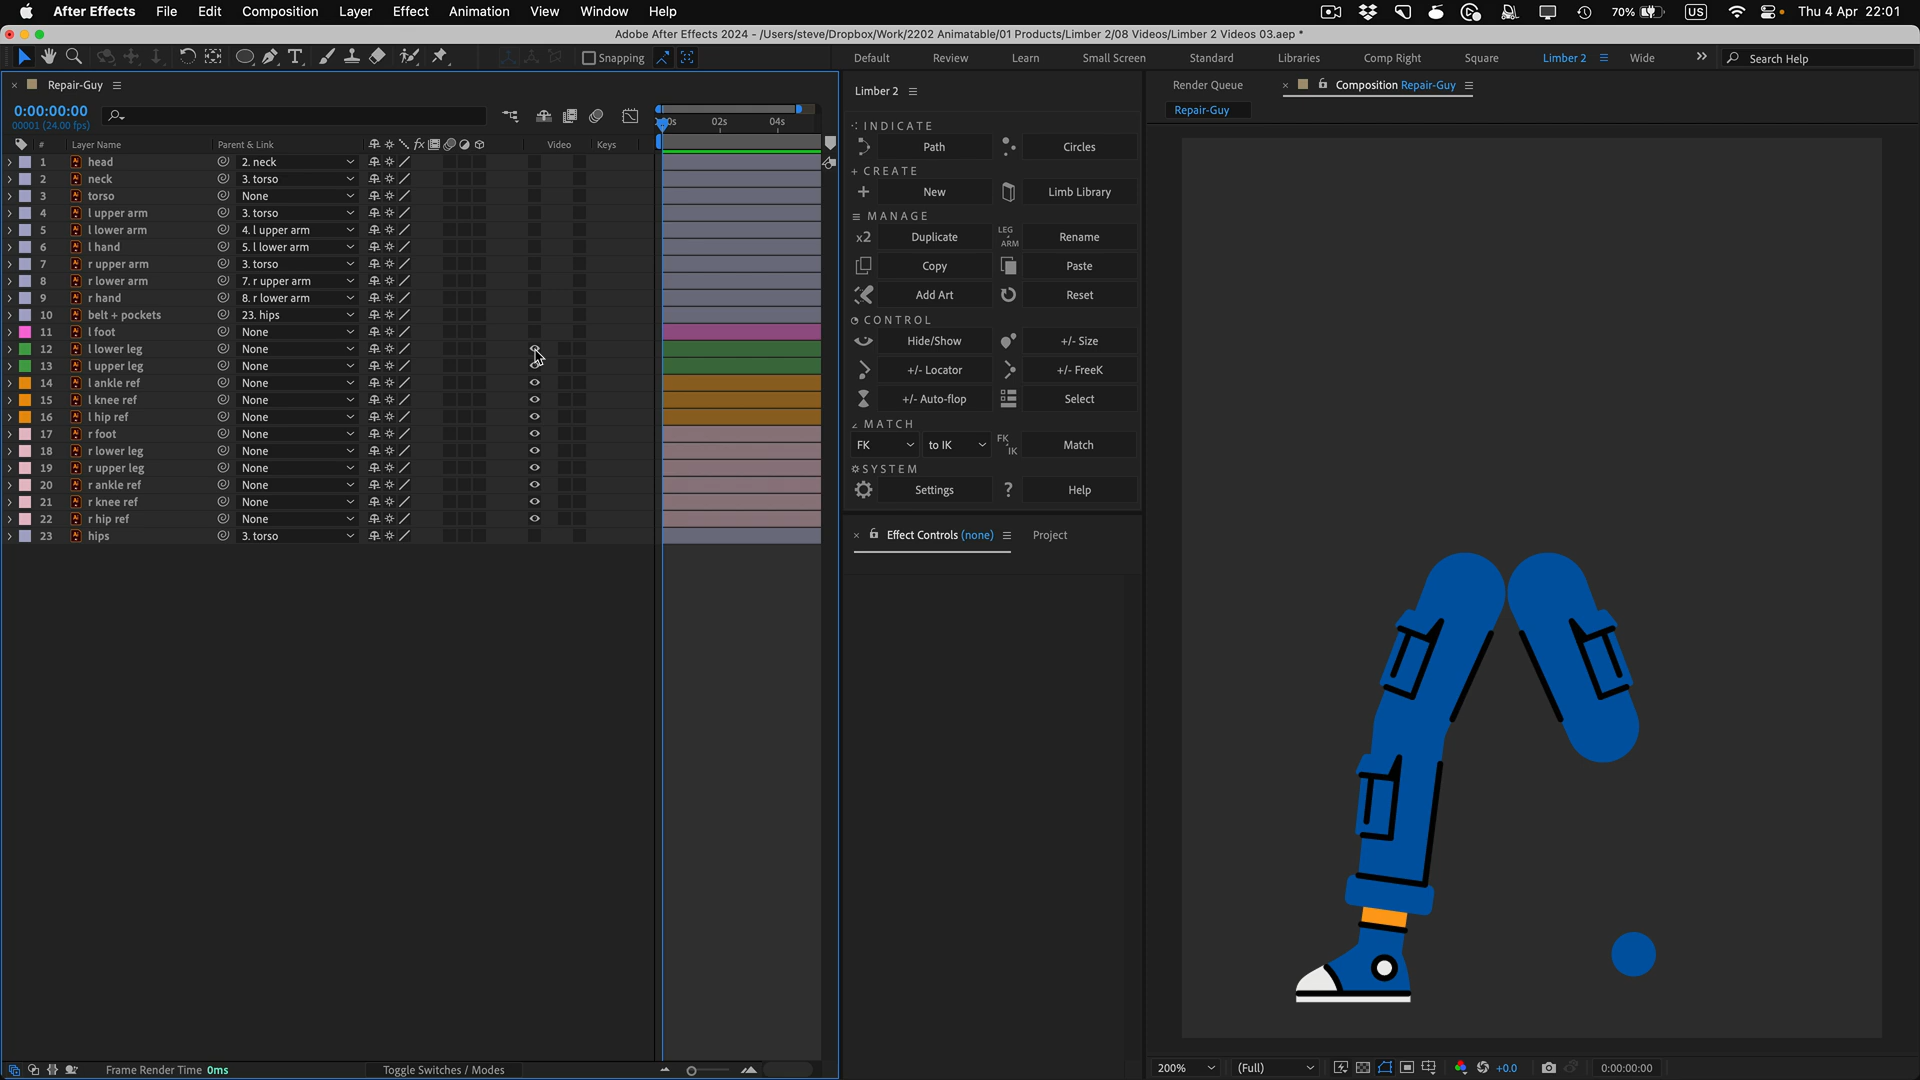 After Effects File Edit Composition Layer Effect Animation View Window Help 70% US Thu 4 Apr 22:01
Adobe After Effects 2024 - /Users/steve/Dropbox/Work/2202 Animatable/01 Products/Limber 2/08 Videos/Limber 2 Videos 03.aep *
Snapping Default Review Learn Small Screen Standard Libraries Comp Right Square Limber 2 Wide Search Help
Repair-Guy
0:00:00:00
00001 (24.00 fps)
02s 04s
# Layer Name Parent & Link fx Video Keys
1 head 2. neck
2 neck 3. torso
3 torso None
4 l upper arm 3. torso
5 l lower arm 4. l upper arm
6 l hand 5. l lower arm
7 r upper arm 3. torso
8 r lower arm 7. r upper arm
9 r hand 8. r lower arm
10 belt + pockets 23. hips
11 l foot None
12 l lower leg None
13 l upper leg None
14 l ankle ref None
15 l knee ref None
16 l hip ref None
17 r foot None
18 r lower leg None
19 r upper leg None
20 r ankle ref None
21 r knee ref None
22 r hip ref None
23 hips 3. torso
Frame Render Time 0ms Toggle Switches / Modes
Limber 2
INDICATE
Path Circles
+ CREATE
New Limb Library
MANAGE
x2 Duplicate LEG ARM Rename
Copy Paste
Add Art Reset
CONTROL
Hide/Show +/- Size
+/- Locator +/- FreeK
+/- Auto-flop Select
MATCH
FK to IK FK IK Match
SYSTEM
Settings ? Help
Effect Controls (none) Project
Render Queue Composition Repair-Guy
Repair-Guy
200% (Full) +0.0 0:00:00:00